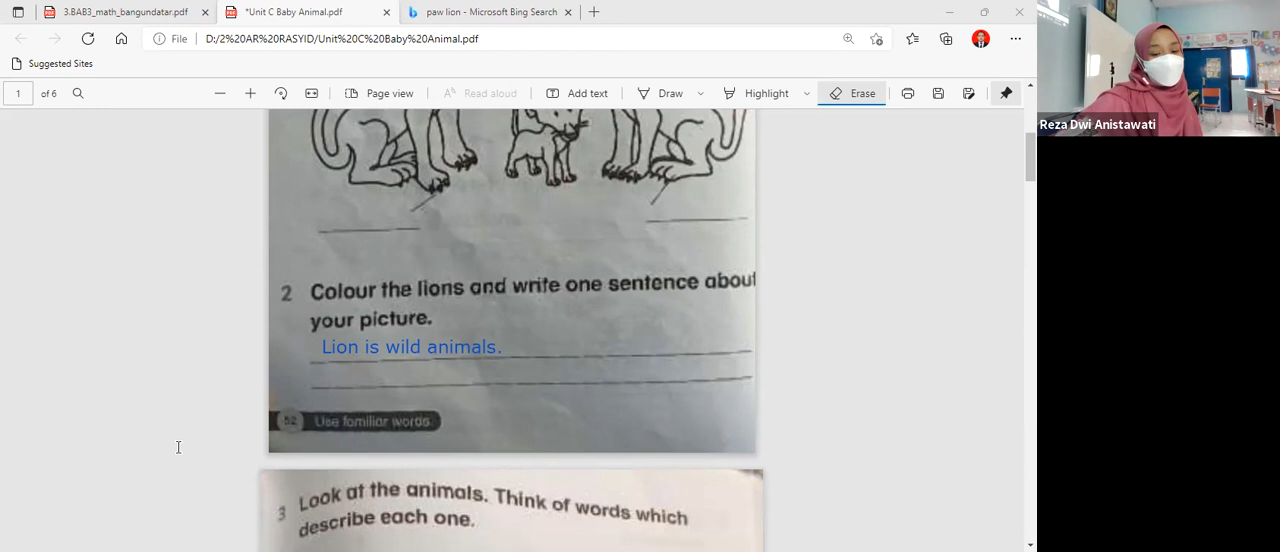 3.BAB3_math_bangundatar.pdf
*Unit C Baby Animal.pdf
paw lion - Microsoft Bing Search
File
D:/2%20AR%20RASYID/Unit%20C%20Baby%20Animal.pdf
Suggested Sites
1 of 6
Page view
Read aloud
Add text
Draw
Highlight
Erase
Reza Dwi Anistawati
2 Colour the lions and write one sentence about
your picture.
Lion is wild animals.
52 Use familiar words
3 Look at the animals. Think of words which
describe each one.